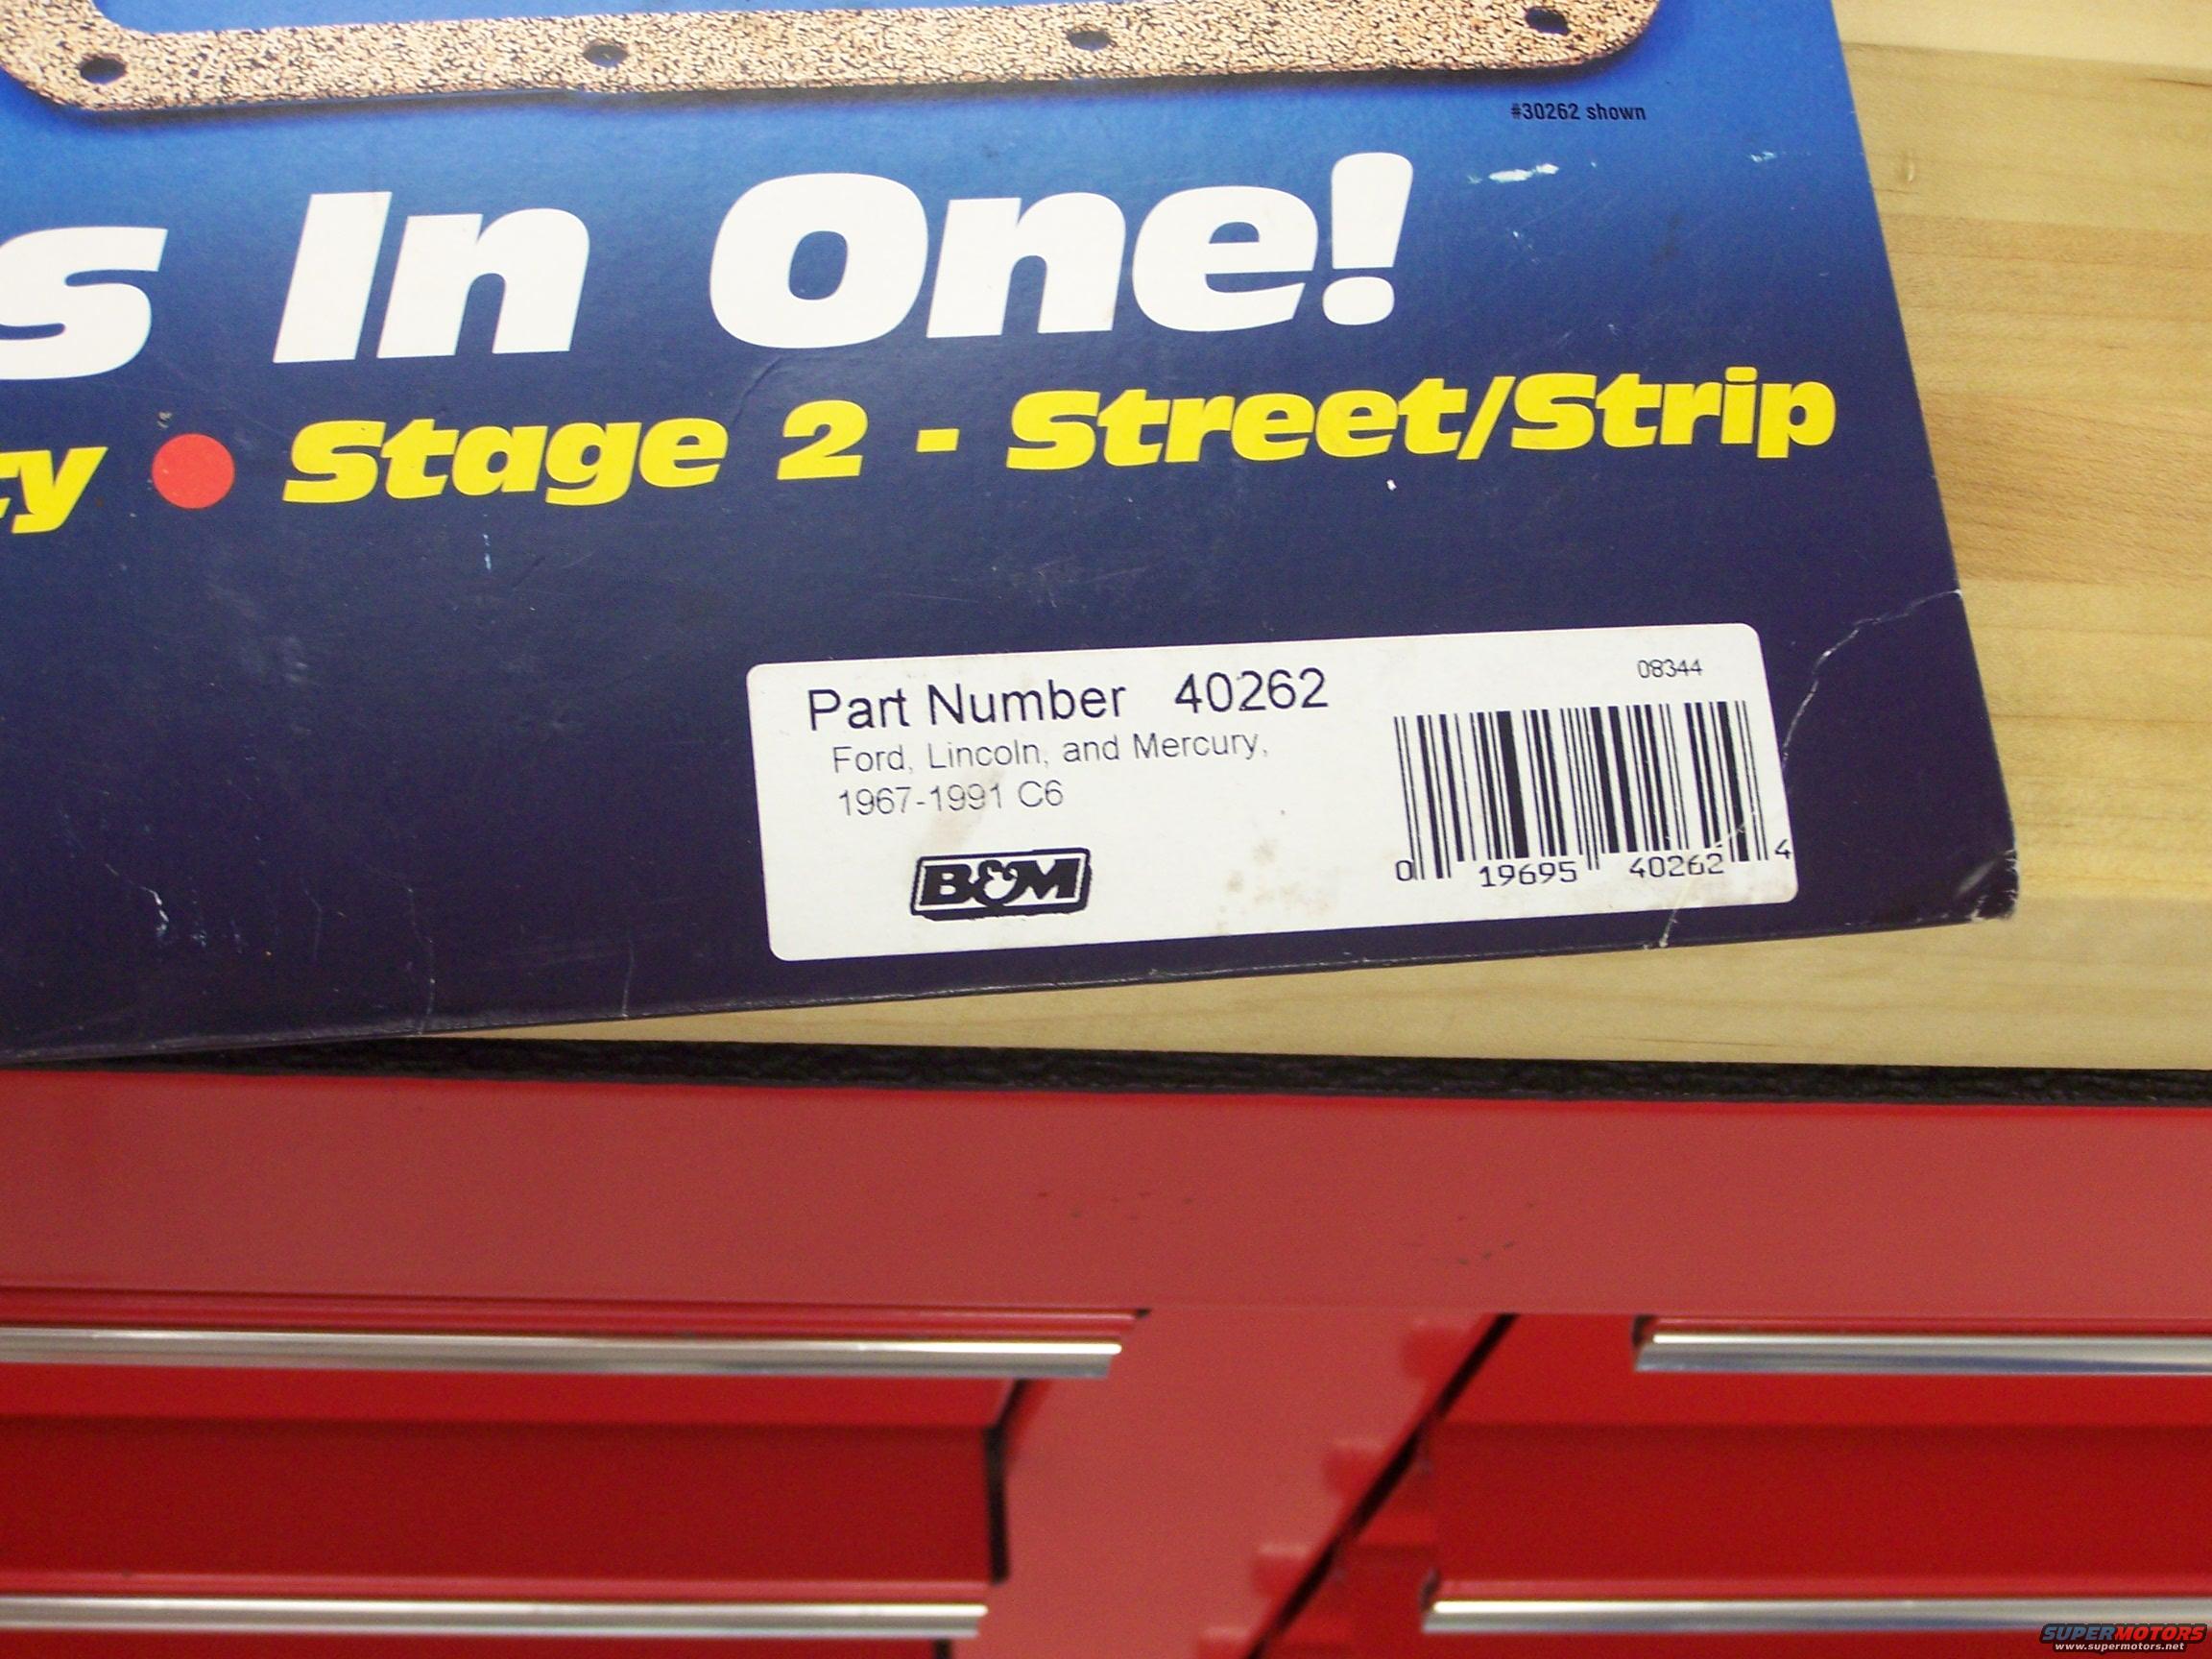 #30262 shown
s In One!
ty • Stage 2 - Street/Strip
Part Number 40262
08344
Ford, Lincoln, and Mercury,
1967-1991 C6
B&M
0 19695 40262 4
SUPERMOTORS
www.supermotors.net